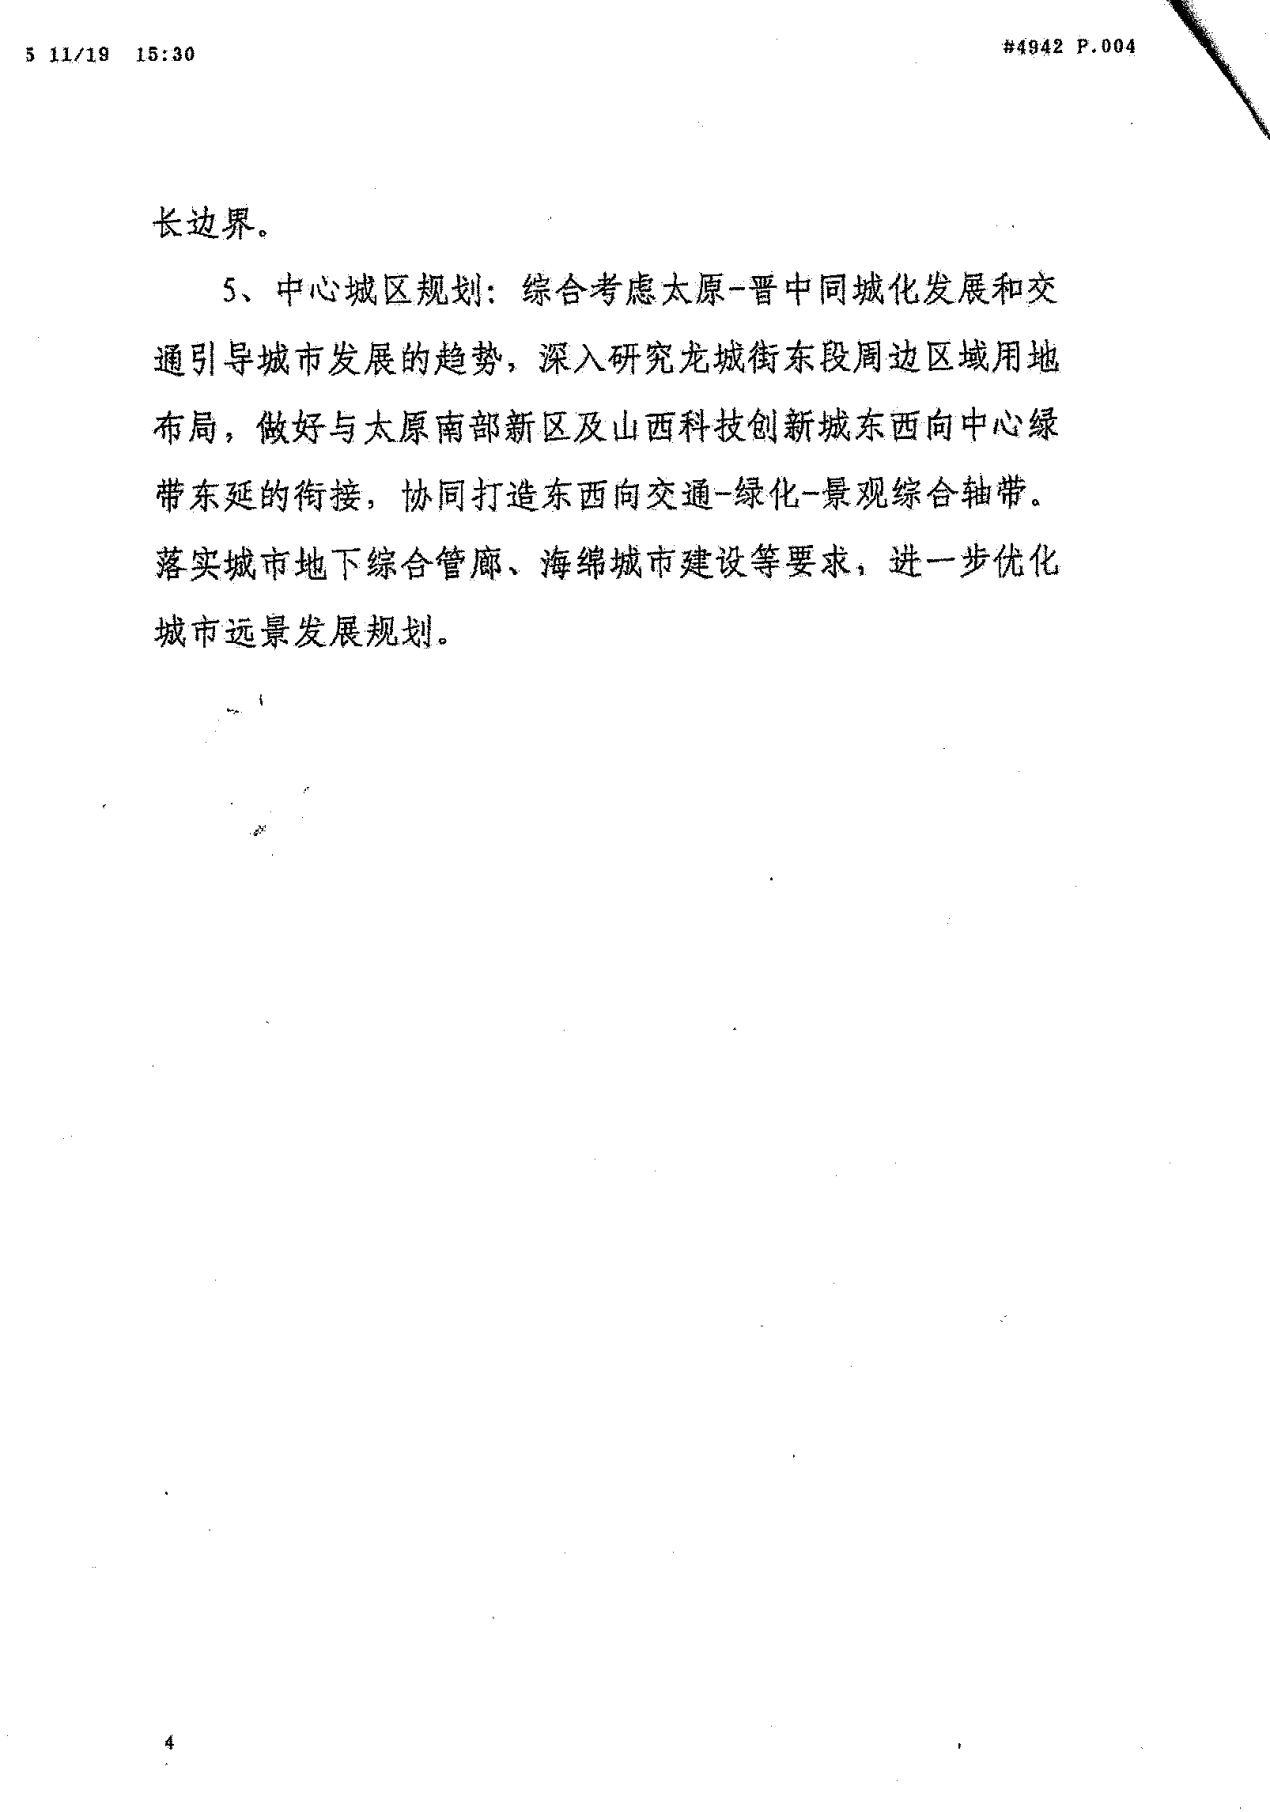 5 11/19 15:30
#4942 P.004
长边界。
5、中心城区规划：综合考虑太原-晋中同城化发展和交
通引导城市发展的趋势，深入研究龙城街东段周边区域用地
布局，做好与太原南部新区及山西科技创新城东西向中心绿
带东延的衔接，协同打造东西向交通-绿化-景观综合轴带。
落实城市地下综合管廊、海绵城市建设等要求，进一步优化
城市远景发展规划。
4